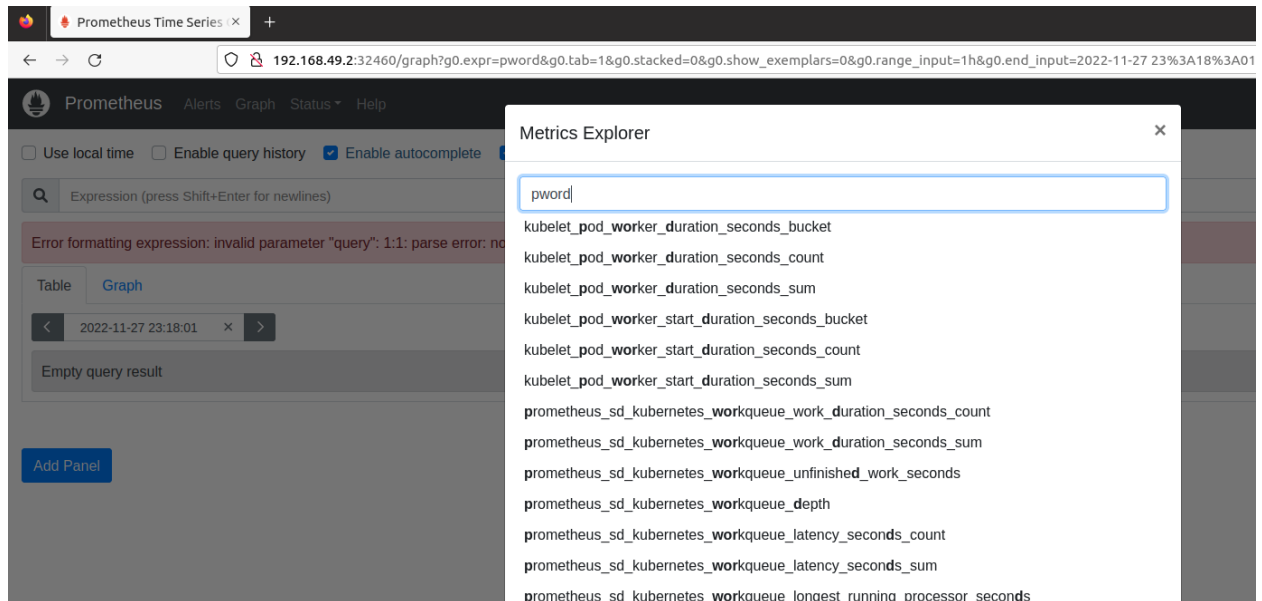 Prometheus Time Series
192.168.49.2:32460/graph?g0.expr=pword&g0.tab=1&g0.stacked=0&g0.show_exemplars=0&g0.range_input=1h&g0.end_input=2022-11-27 23%3A18%3A01
Prometheus Alerts Graph Status Help
Metrics Explorer
Use local time Enable query history Enable autocomplete
pword
Expression (press Shift+Enter for newlines)
kubelet_pod_worker_duration_seconds_bucket
Error formatting expression: invalid parameter "query": 1:1: parse error:
kubelet_pod_worker_duration_seconds_count
Table Graph
kubelet_pod_worker_duration_seconds_sum
kubelet_pod_worker_start_duration_seconds_bucket
2022-11-27 23:18:01
kubelet_pod_worker_start_duration_seconds_count
Empty query result
kubelet_pod_worker_start_duration_seconds_sum
prometheus_sd_kubernetes_workqueue_work_duration_seconds_count
prometheus_sd_kubernetes_workqueue_work_duration_seconds_sum
Add Panel
prometheus_sd_kubernetes_workqueue_unfinished_work_seconds
prometheus_sd_kubernetes_workqueue_depth
prometheus_sd_kubernetes_workqueue_latency_seconds_count
prometheus_sd_kubernetes_workqueue_latency_seconds_sum
prometheus_sd_kubernetes_workqueue_longest_running_processor_seconds